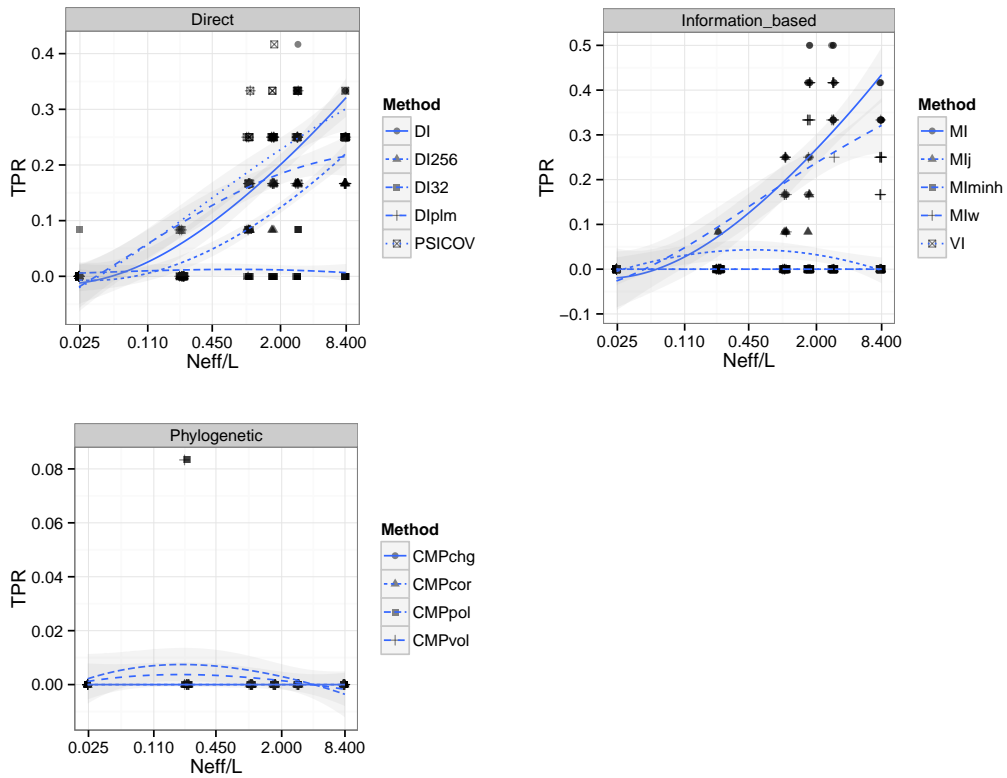 Direct
0.4
0.3
0.2
0.1
0.0
TPR
0.025
0.110
0.450
2.000
8.400
Neff/L
Method
DI
DI256
DI32
DIplm
PSICOV
Information_based
0.5
0.4
0.3
0.2
0.1
0.0
−0.1
TPR
0.025
0.110
0.450
2.000
8.400
Neff/L
Method
MI
MIj
MIminh
MIw
VI
Phylogenetic
0.08
0.06
0.04
0.02
0.00
TPR
0.025
0.110
0.450
2.000
8.400
Neff/L
Method
CMPchg
CMPcor
CMPpol
CMPvol